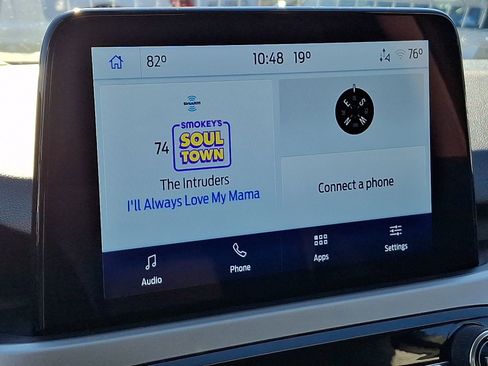 82° 10:48 19° 76°
SiriusXM
74 SMOKEY'S SOUL TOWN
The Intruders
I'll Always Love My Mama
E S N W
Connect a phone
Audio Phone Apps Settings